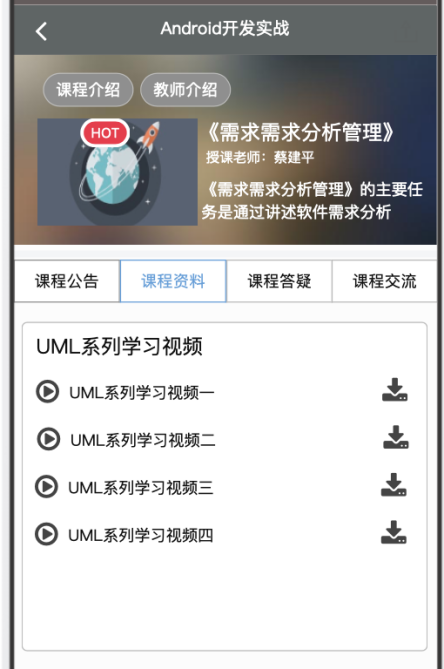 Android开发实战
课程介绍
教师介绍
HOT
《需求需求分析管理》
授课老师：蔡建平
《需求需求分析管理》的主要任
务是通过讲述软件需求分析
课程公告
课程资料
课程答疑
课程交流
UML系列学习视频
UML系列学习视频一
UML系列学习视频二
UML系列学习视频三
UML系列学习视频四